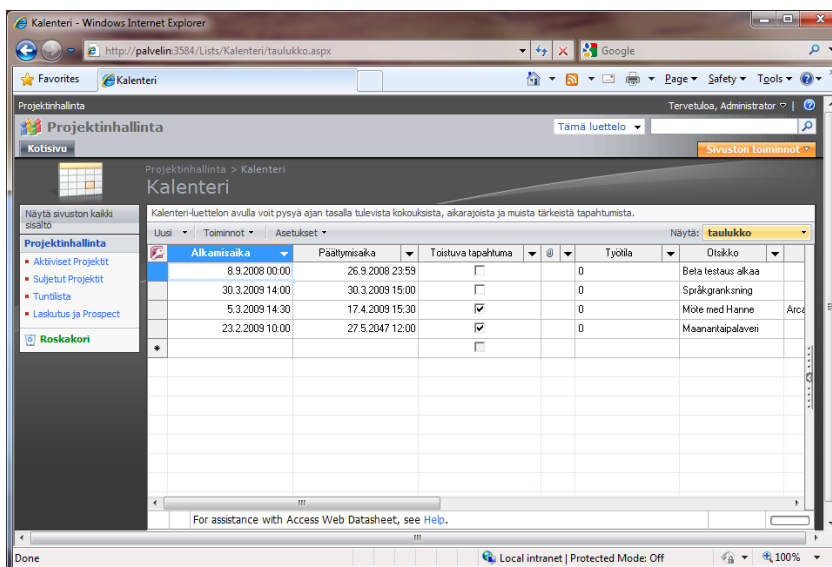 Kalenteri - Windows Internet Explorer
http://palvelin:3584/Lists/Kalenteri/taulukko.aspx
Google
Favorites
Kalenteri
Page Safety Tools
Projektinhallinta
Tervetuloa, Administrator
Projektinhallinta
Tämä luettelo
Kotisivu
Sivuston toiminnot
Projektinhallinta > Kalenteri
Kalenteri
Näytä sivuston kaikki
sisältö
Projektinhallinta
Aktiiviset Projektit
Suljetut Projektit
Tuntilista
Laskutus ja Prospect
Roskakori
Kalenteri-luettelon avulla voit pysyä ajan tasalla tulevista kokouksista, aikarajoista ja muista tärkeistä tapahtumista.
Uusi Toiminnot Asetukset Näytä: taulukko
Alkamisaika Päättymisaika Toistuva tapahtuma Työtila Otsikko
8.9.2008 00:00 26.9.2008 23:59 0 Beta testaus alkaa
30.3.2009 14:00 30.3.2009 15:00 0 Språkgranksning
5.3.2009 14:30 17.4.2009 15:30 0 Möte med Hanne Arca
23.2.2009 10:00 27.5.2047 12:00 0 Maanantaipalaveri
For assistance with Access Web Datasheet, see Help.
Done
Local intranet | Protected Mode: Off
100%